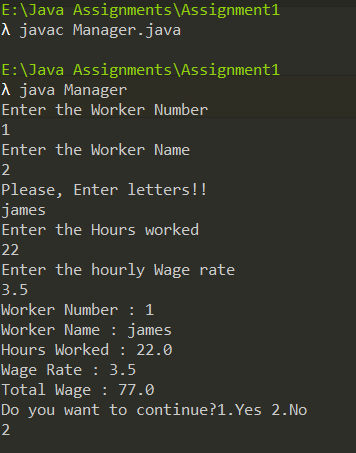 E:\Java Assignments\Assignment1
λ javac Manager.java
E:\Java Assignments\Assignment1
λ java Manager
Enter the Worker Number
1
Enter the Worker Name
2
Please, Enter letters!!
james
Enter the Hours worked
22
Enter the hourly Wage rate
3.5
Worker Number : 1
Worker Name : james
Hours Worked : 22.0
Wage Rate : 3.5
Total Wage : 77.0
Do you want to continue?1.Yes 2.No
2